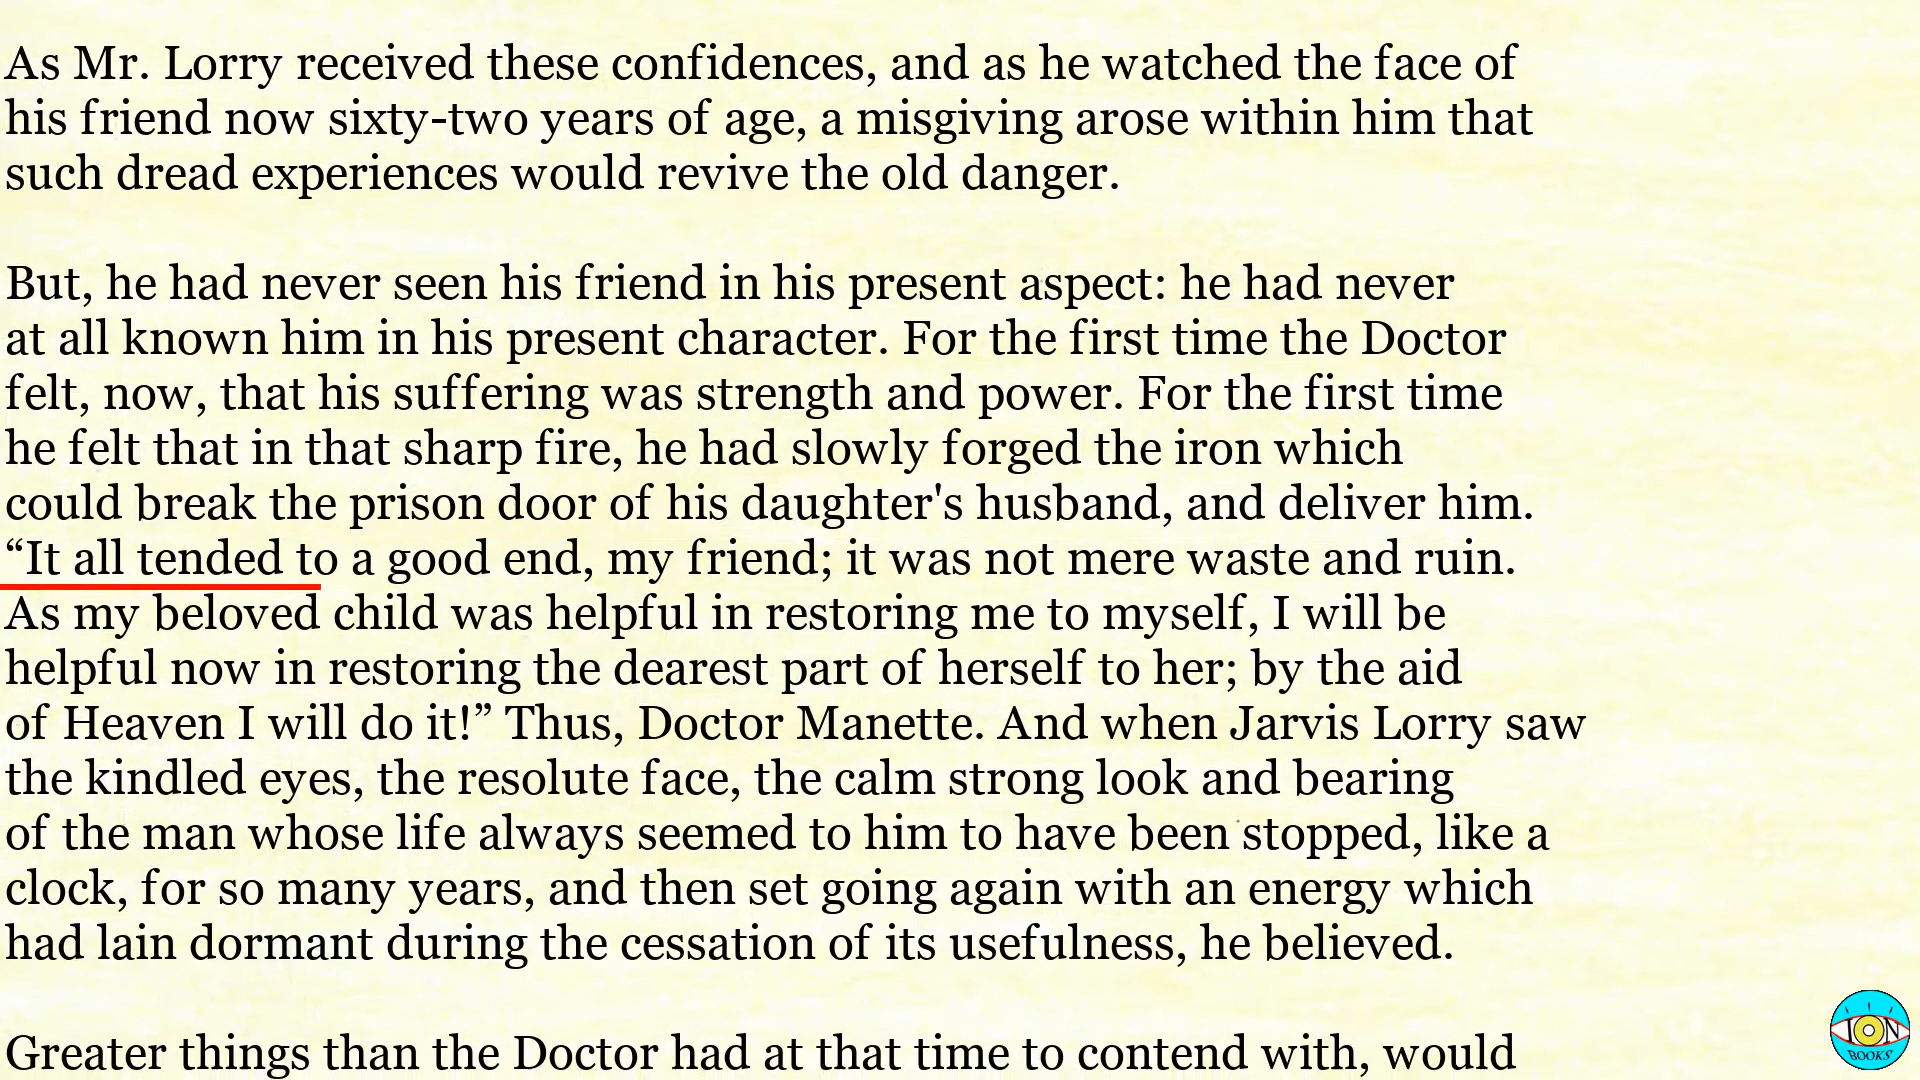 As Mr. Lorry received these confidences, and as he watched the face of
his friend now sixty-two years of age, a misgiving arose within him that
such dread experiences would revive the old danger.
But, he had never seen his friend in his present aspect: he had never
at all known him in his present character. For the first time the Doctor
felt, now, that his suffering was strength and power. For the first time
he felt that in that sharp fire, he had slowly forged the iron which
could break the prison door of his daughter's husband, and deliver him.
“It all tended to a good end, my friend; it was not mere waste and ruin.
As my beloved child was helpful in restoring me to myself, I will be
helpful now in restoring the dearest part of herself to her; by the aid
of Heaven I will do it!” Thus, Doctor Manette. And when Jarvis Lorry saw
the kindled eyes, the resolute face, the calm strong look and bearing
of the man whose life always seemed to him to have been stopped, like a
clock, for so many years, and then set going again with an energy which
had lain dormant during the cessation of its usefulness, he believed.
Greater things than the Doctor had at that time to contend with, would
ION
BOOKS